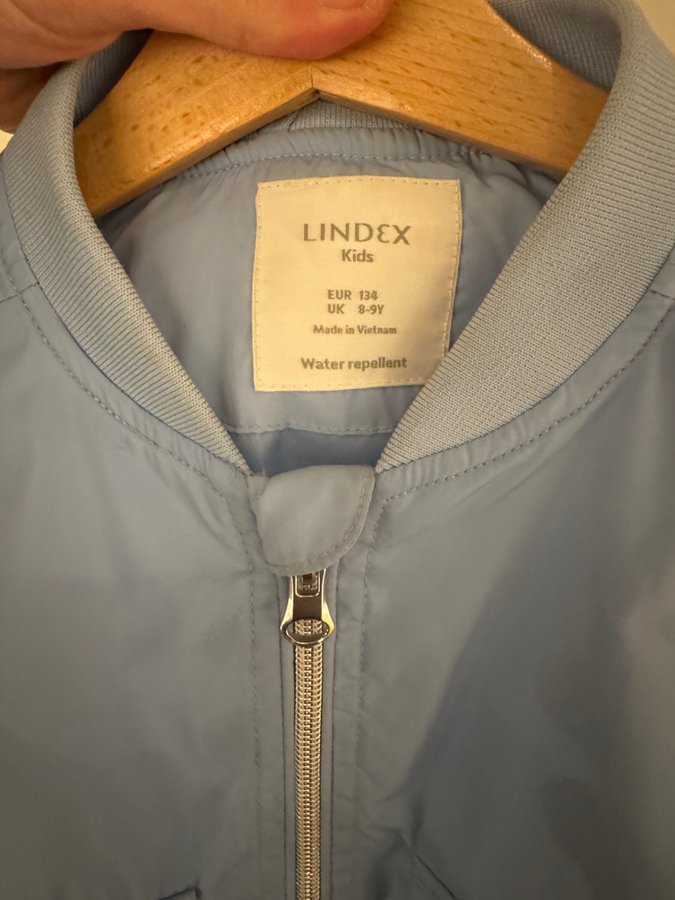 LINDEX
Kids
EUR 134
UK 8-9Y
Made in Vietnam
Water repellent